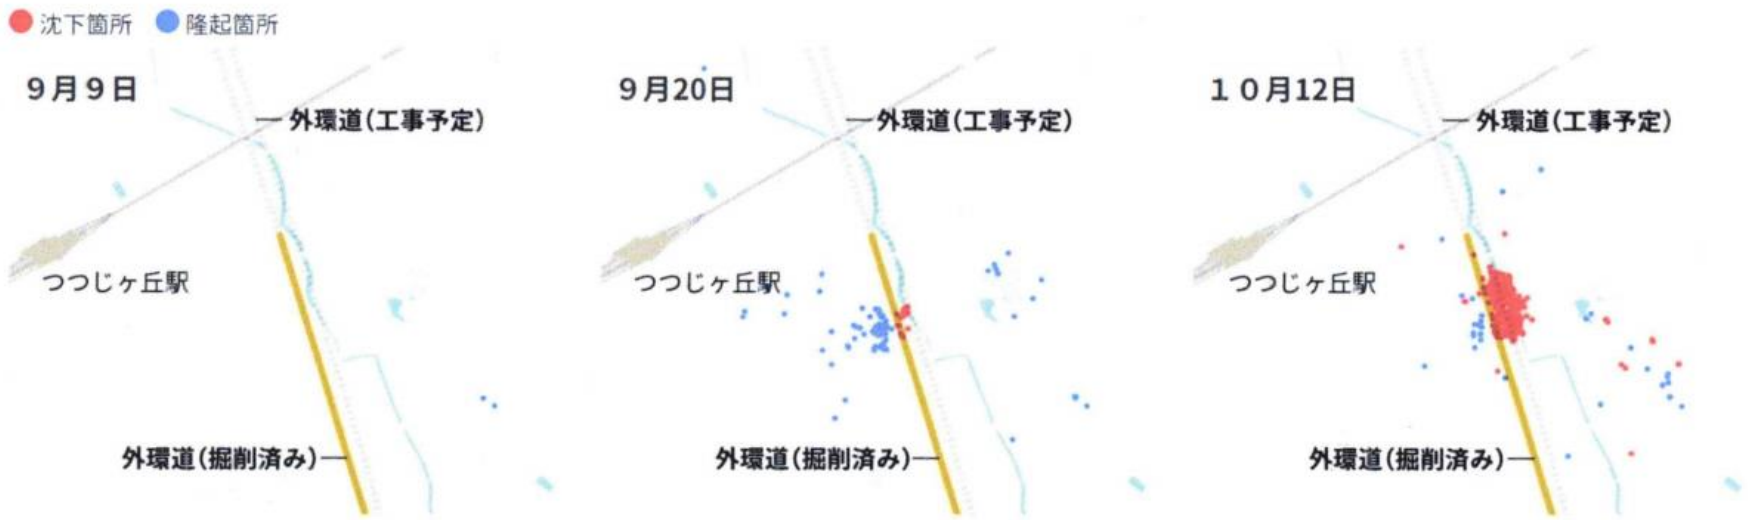 沈下箇所 隆起箇所
9月9日
外環道(工事予定)
つつじヶ丘駅
外環道(掘削済み)
9月20日
外環道(工事予定)
つつじヶ丘駅
外環道(掘削済み)
10月12日
外環道(工事予定)
つつじヶ丘駅
外環道(掘削済み)